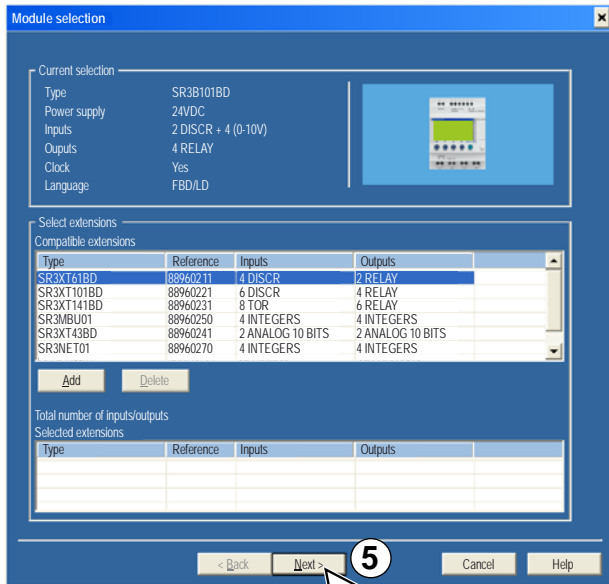 Module selection
Current selection
Type SR3B101BD
Power supply 24VDC
Inputs 2 DISCR + 4 (0-10V)
Ouputs 4 RELAY
Clock Yes
Language FBD/LD
Select extensions
Compatible extensions
Type Reference Inputs Outputs
SR3XT61BD 88960211 4 DISCR 2 RELAY
SR3XT101BD 88960221 6 DISCR 4 RELAY
SR3XT141BD 88960231 8 TOR 6 RELAY
SR3MBU01 88960250 4 INTEGERS 4 INTEGERS
SR3XT43BD 88960241 2 ANALOG 10 BITS 2 ANALOG 10 BITS
SR3NET01 88960270 4 INTEGERS 4 INTEGERS
Add Delete
Total number of inputs/outputs
Selected extensions
Type Reference Inputs Outputs
< Back Next > 5 Cancel Help